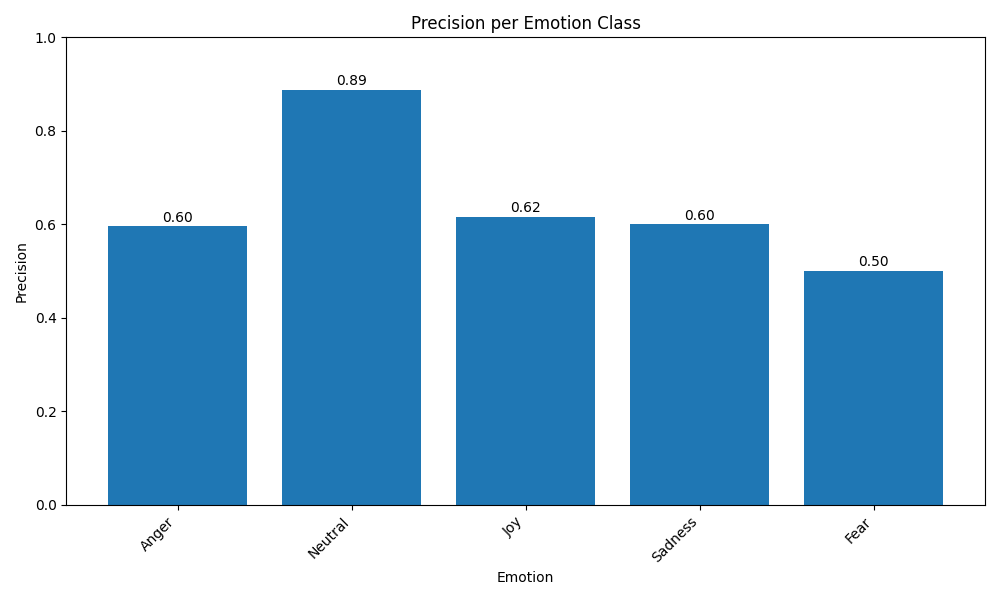 Precision per Emotion Class
1.0
0.8
0.6
0.4
0.2
0.0
Precision
0.60
0.89
0.62
0.60
0.50
Anger
Neutral
Joy
Sadness
Fear
Emotion